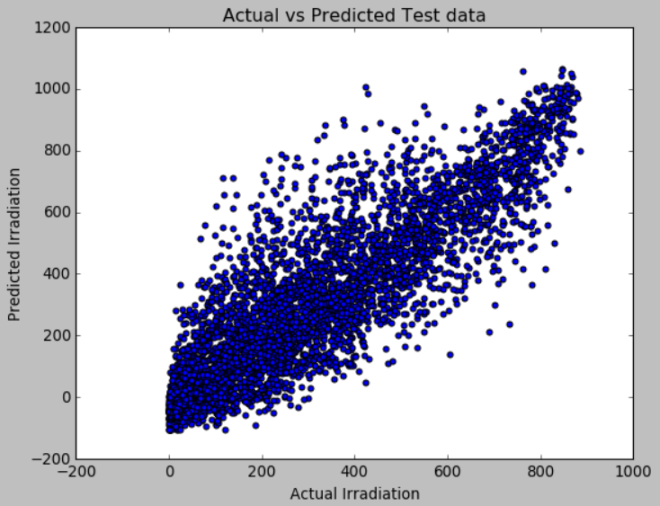 Actual vs Predicted Test data
1200
1000
800
600
400
200
0
−200
Predicted Irradiation
−200 0 200 400 600 800 1000
Actual Irradiation